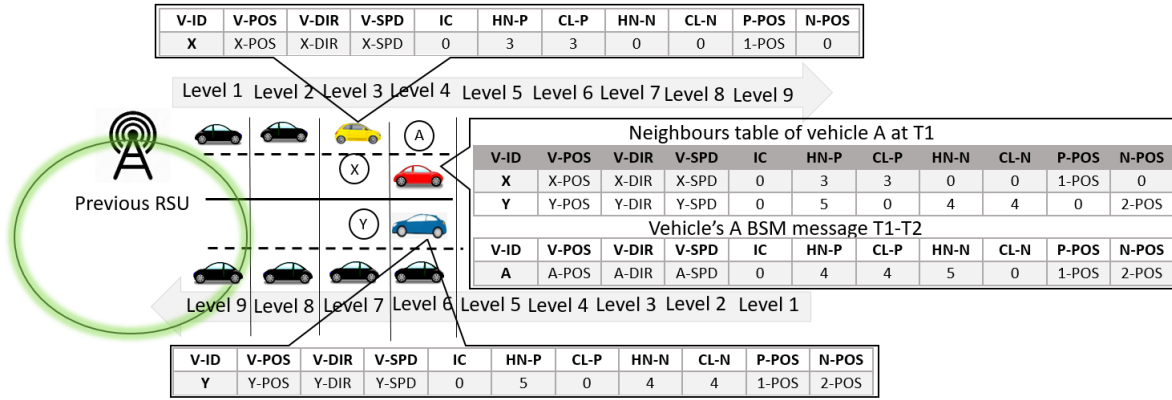 V-ID V-POS V-DIR V-SPD IC HN-P CL-P HN-N CL-N P-POS N-POS
X X-POS X-DIR X-SPD 0 3 3 0 0 1-POS 0
Level 1 Level 2 Level 3 Level 4 Level 5 Level 6 Level 7 Level 8 Level 9
A
X
Previous RSU
Y
Neighbours table of vehicle A at T1
V-ID V-POS V-DIR V-SPD IC HN-P CL-P HN-N CL-N P-POS N-POS
X X-POS X-DIR X-SPD 0 3 3 0 0 1-POS 0
Y Y-POS Y-DIR Y-SPD 0 5 0 4 4 0 2-POS
Vehicle's A BSM message T1-T2
V-ID V-POS V-DIR V-SPD IC HN-P CL-P HN-N CL-N P-POS N-POS
A A-POS A-DIR A-SPD 0 4 4 5 0 1-POS 2-POS
Level 9 Level 8 Level 7 Level 6 Level 5 Level 4 Level 3 Level 2 Level 1
V-ID V-POS V-DIR V-SPD IC HN-P CL-P HN-N CL-N P-POS N-POS
Y Y-POS Y-DIR Y-SPD 0 5 0 4 4 1-POS 2-POS